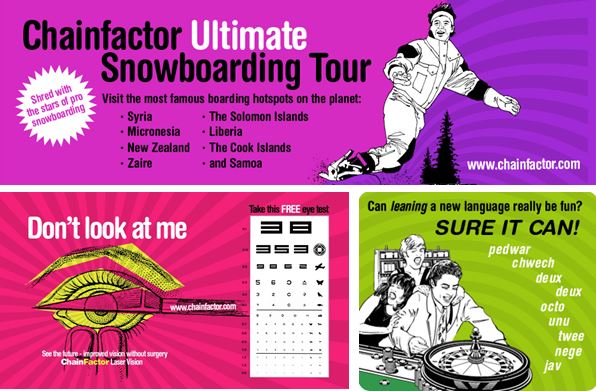 Chainfactor Ultimate
Snowboarding Tour
Shred with
the stars of pro
snowboarding
Visit the most famous boarding hotspots on the planet:
• Syria
• Micronesia
• New Zealand
• Zaire
• The Solomon Islands
• Liberia
• The Cook Islands
• and Samoa
www.chainfactor.com
Don't look at me
www.chainfactor.com
See the future - improved vision without surgery
ChainFactor Laser Vision
Take this FREE eye test
Can leaning a new language really be fun?
SURE IT CAN!
pedwar
chwech
deux
deux
octo
unu
twee
nege
jav